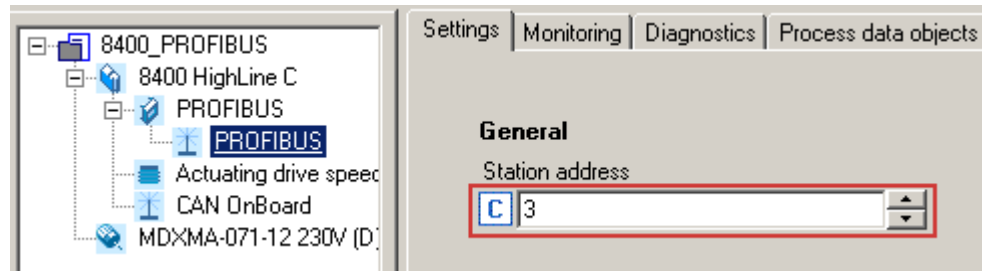 8400_PROFIBUS
8400 HighLine C
PROFIBUS
PROFIBUS
Actuating drive speed
CAN OnBoard
MDXMA-071-12 230V (D)
Settings Monitoring Diagnostics Process data objects
General
Station address
C 3